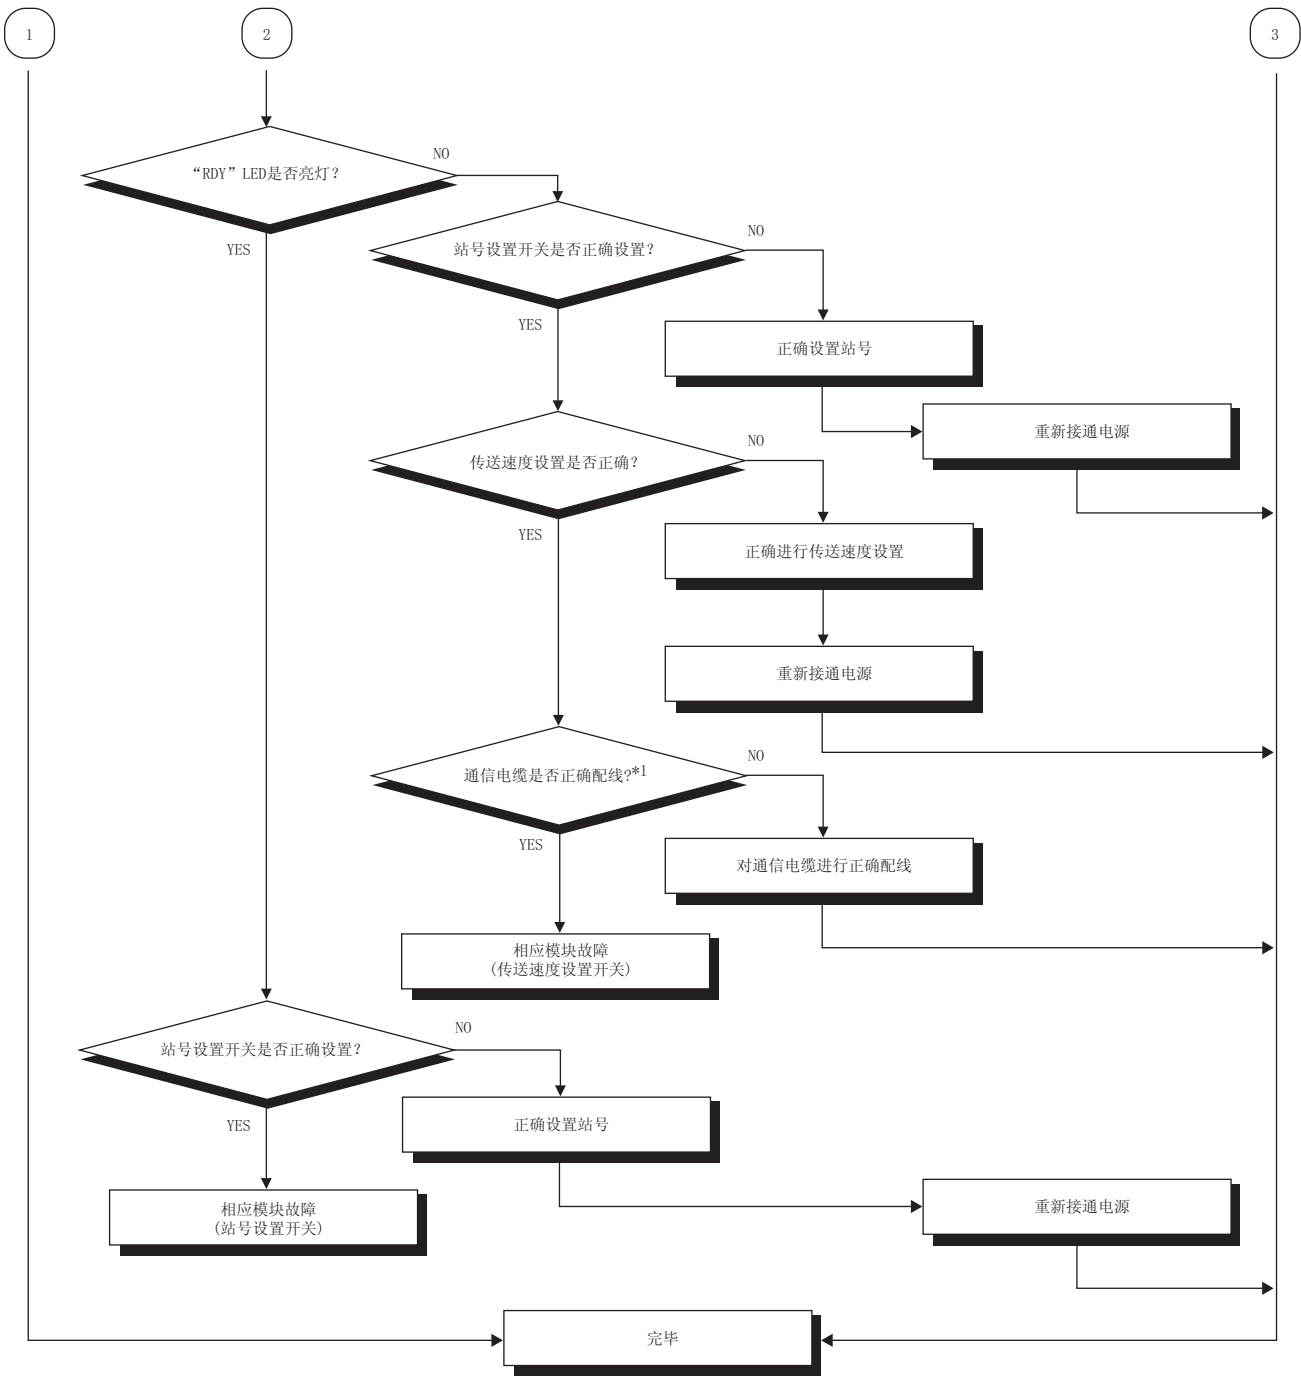 1
2
3
“RDY”LED是否亮灯?
NO
YES
站号设置开关是否正确设置?
NO
YES
正确设置站号
重新接通电源
传送速度设置是否正确?
NO
YES
正确进行传送速度设置
重新接通电源
通信电缆是否正确配线?*1
NO
YES
对通信电缆进行正确配线
相应模块故障
(传送速度设置开关)
站号设置开关是否正确设置?
NO
YES
正确设置站号
相应模块故障
(站号设置开关)
重新接通电源
完毕